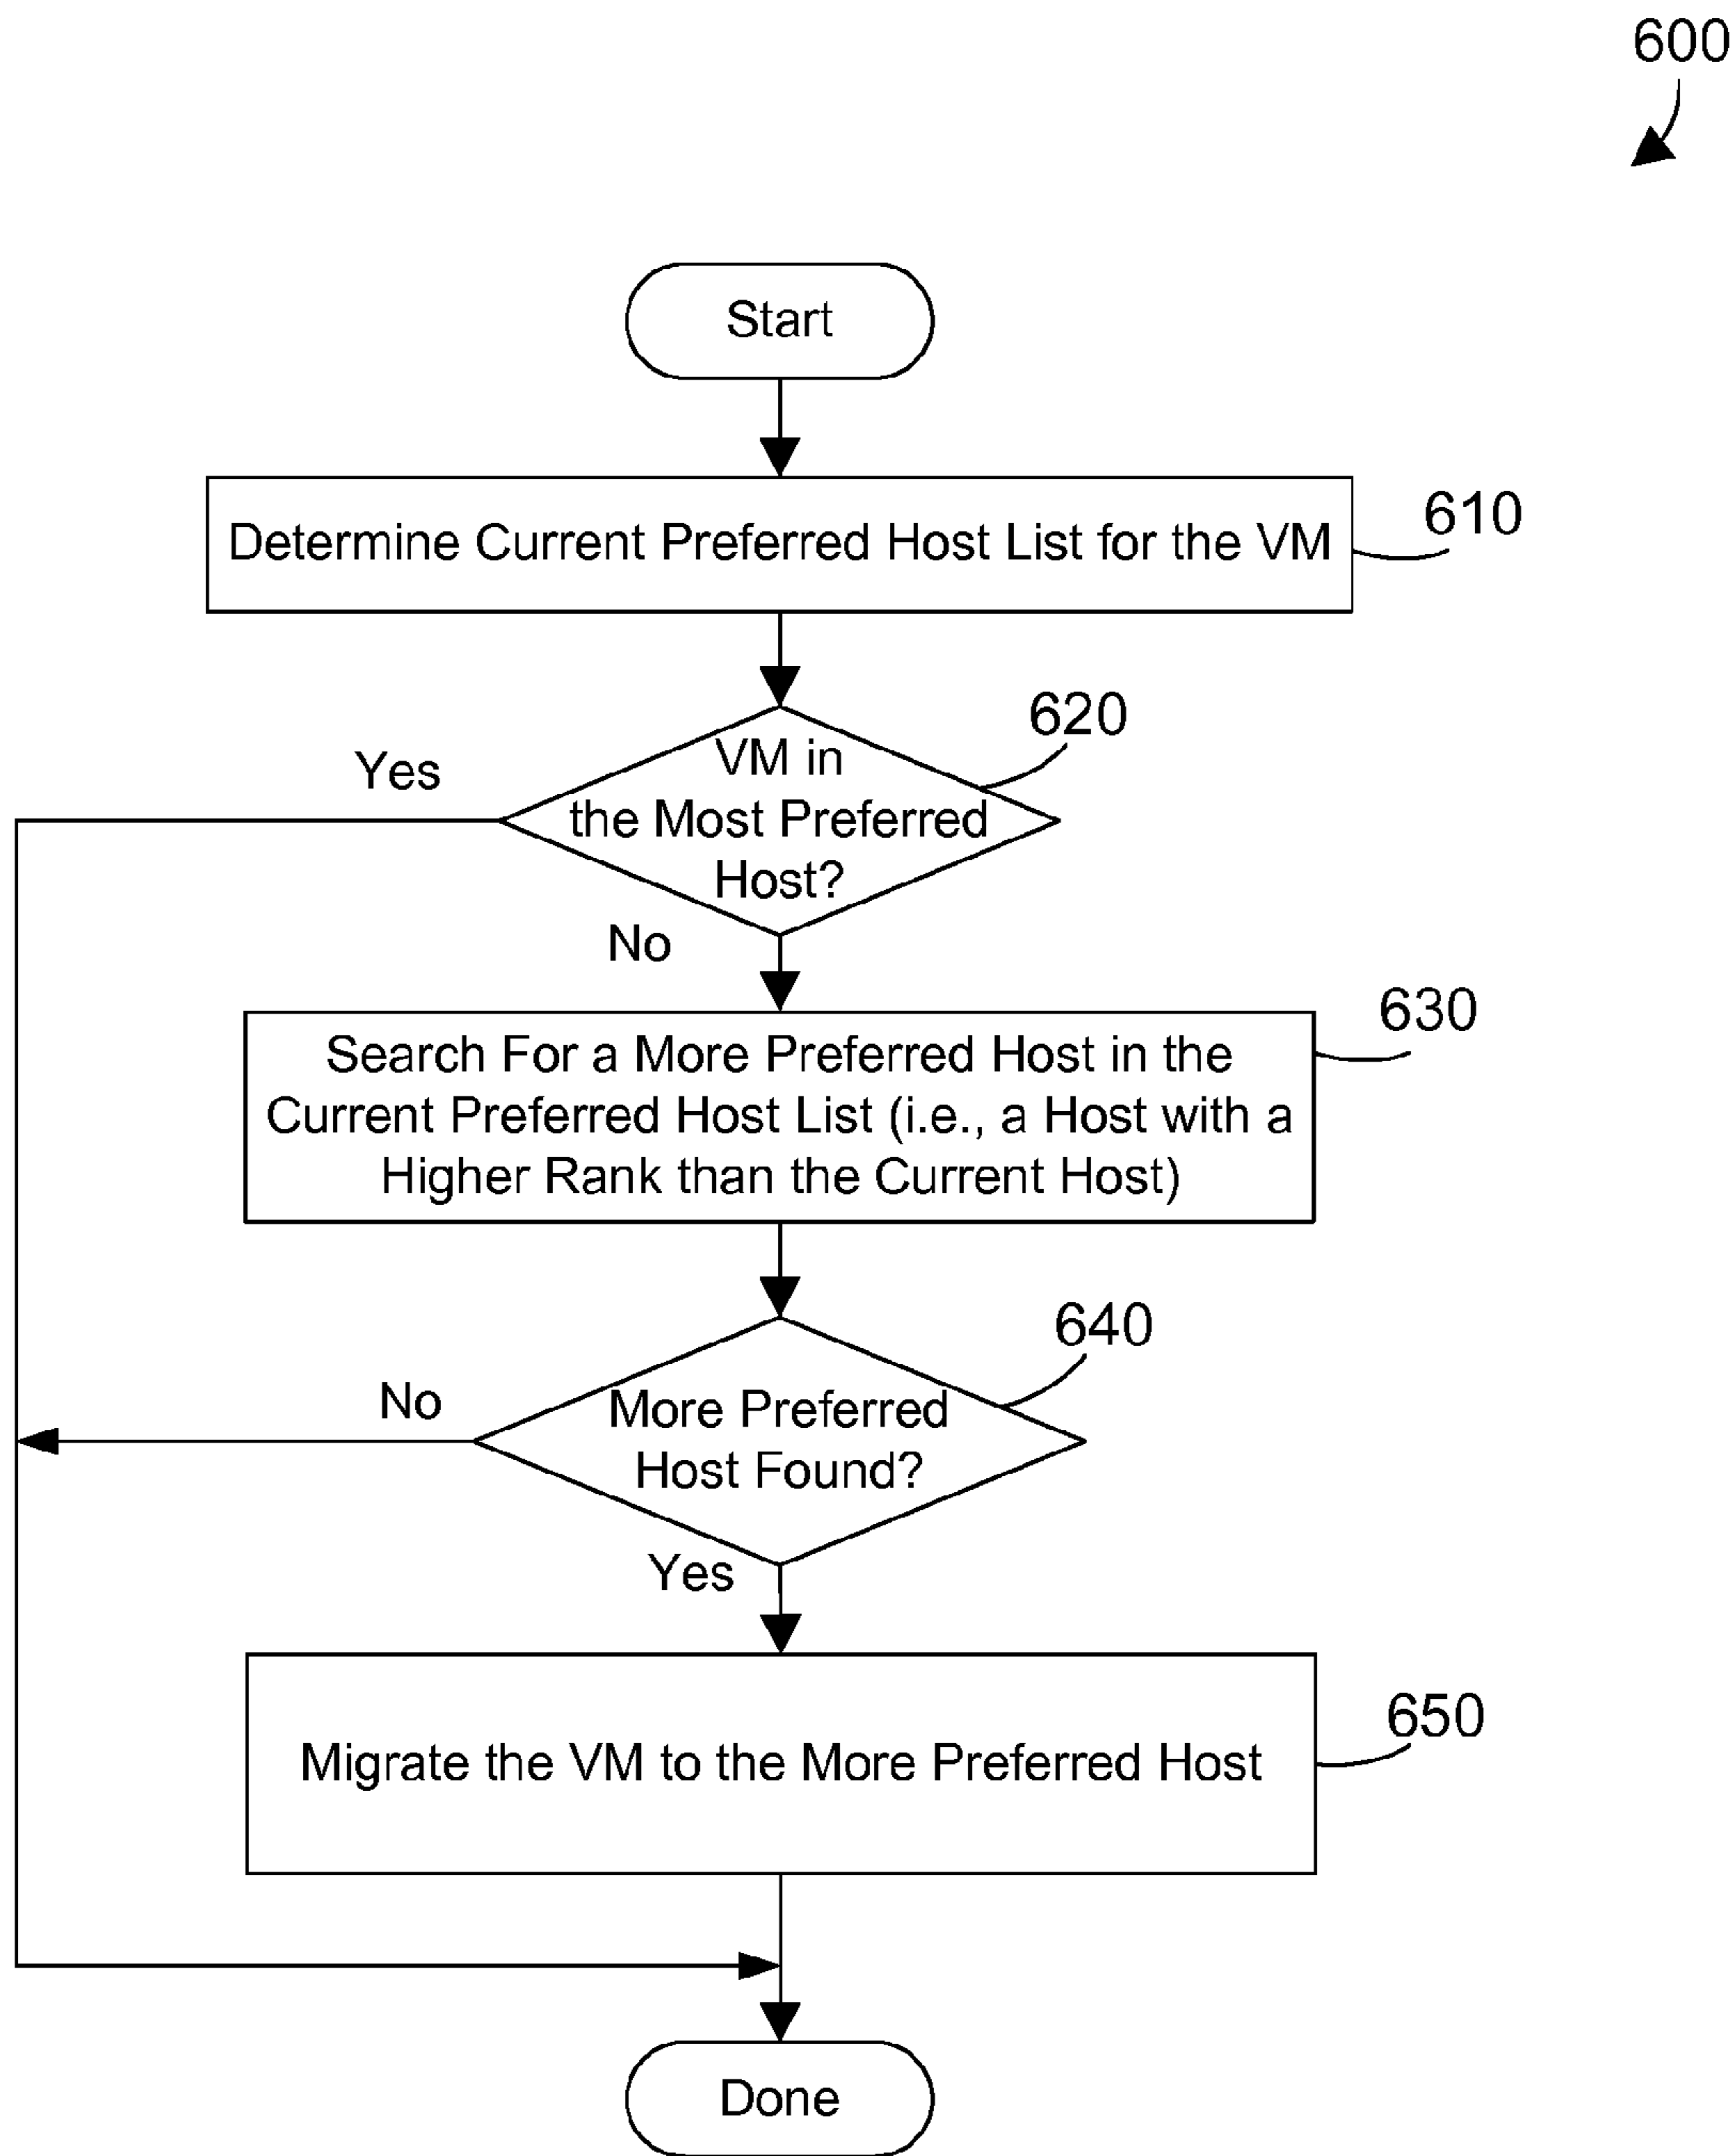 600
Start
Determine Current Preferred Host List for the VM
610
620
VM in
the Most Preferred
Host?
Yes
No
630
Search For a More Preferred Host in the
Current Preferred Host List (i.e., a Host with a
Higher Rank than the Current Host)
640
More Preferred
Host Found?
No
Yes
650
Migrate the VM to the More Preferred Host
Done